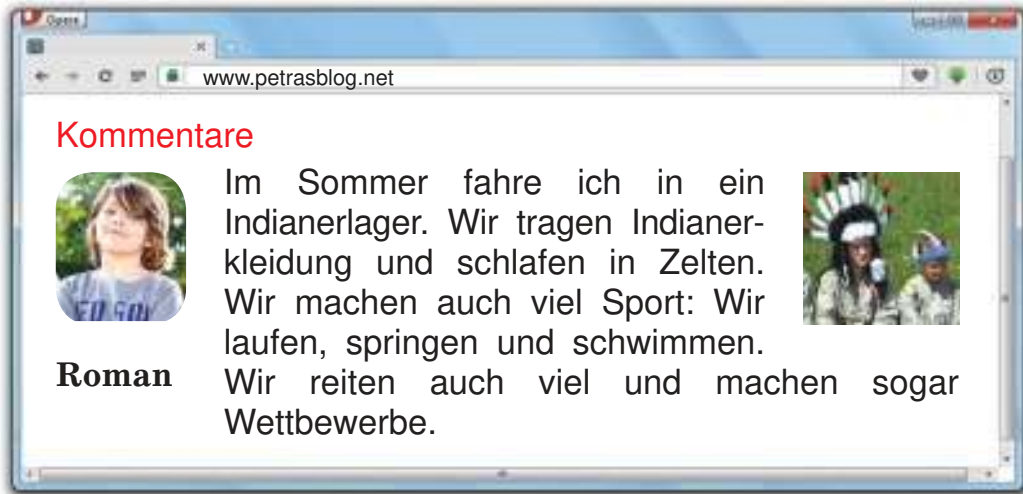 Opera
www.petrasblog.net
Kommentare
Im Sommer fahre ich in ein
Indianerlager. Wir tragen Indianer-
kleidung und schlafen in Zelten.
Wir machen auch viel Sport: Wir
laufen, springen und schwimmen.
Roman
Wir reiten auch viel und machen sogar
Wettbewerbe.